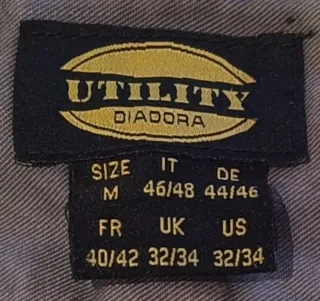 UTILITY
DIADORA
SIZE IT DE
M 46/48 44/46
FR UK US
40/42 32/34 32/34